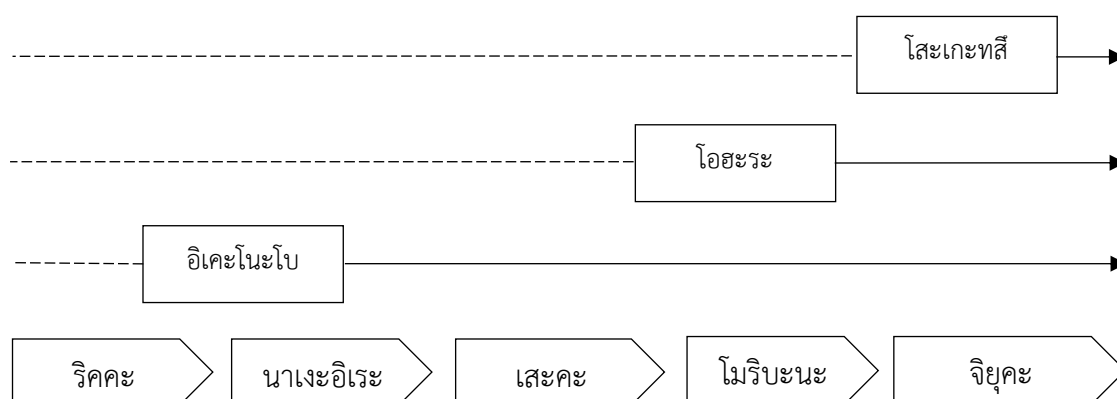 โสะเกะทสึ
โอฮะระ
อิเคะโนะโบ
ริคคะ
นาเงะอิเระ
เสะคะ
โมริบะนะ
จิยุคะ